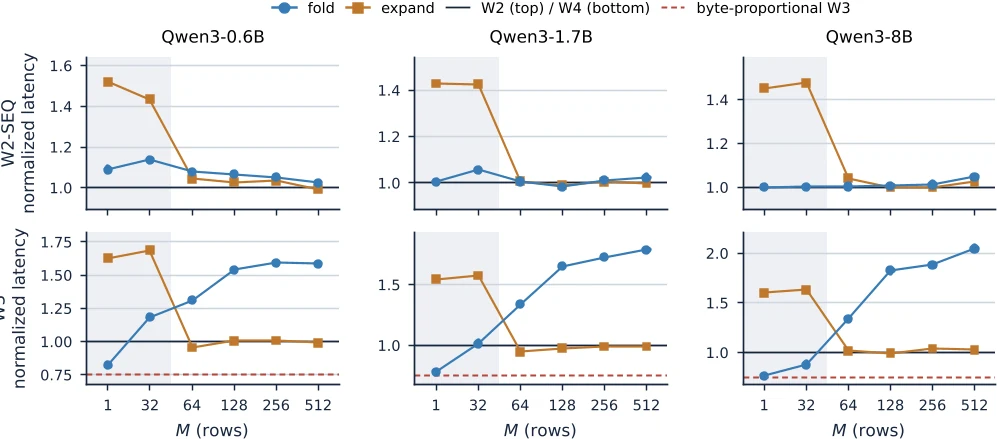 fold expand W2 (top) / W4 (bottom) byte-proportional W3
Qwen3-0.6B Qwen3-1.7B Qwen3-8B
W2-SEQ
normalized latency
1.6
1.4
1.2
1.0
1.4
1.2
1.0
1.4
1.2
1.0
normalized latency
1.75
1.50
1.25
1.00
0.75
1.5
1.0
2.0
1.5
1.0
1 32 64 128 256 512 1 32 64 128 256 512 1 32 64 128 256 512
M (rows) M (rows) M (rows)